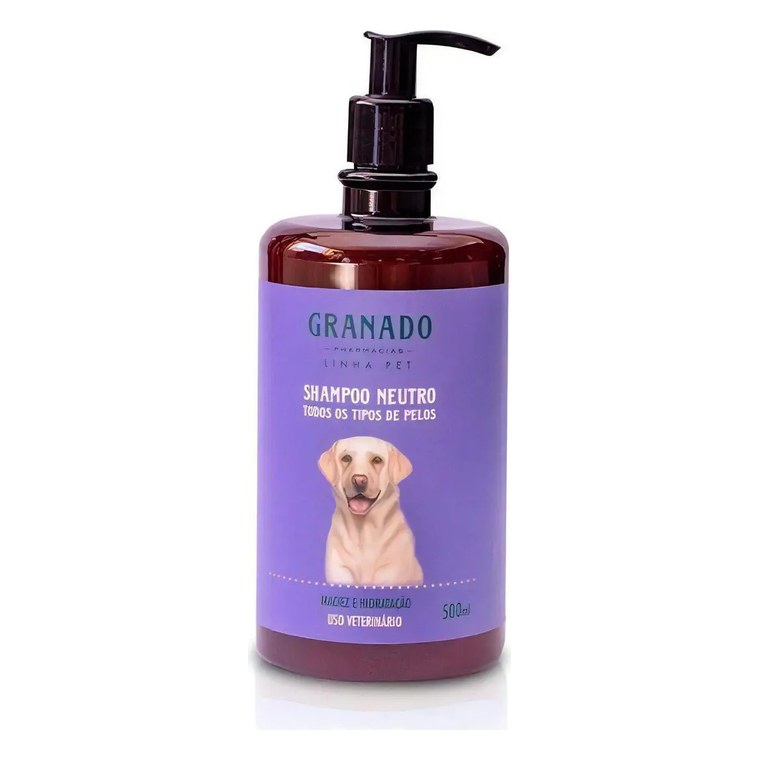 GRANADO
PHARMACIAS
LINHA PET
SHAMPOO NEUTRO
TODOS OS TIPOS DE PELOS
MACIEZ E HIDRATAÇÃO
USO VETERINÁRIO
500ml